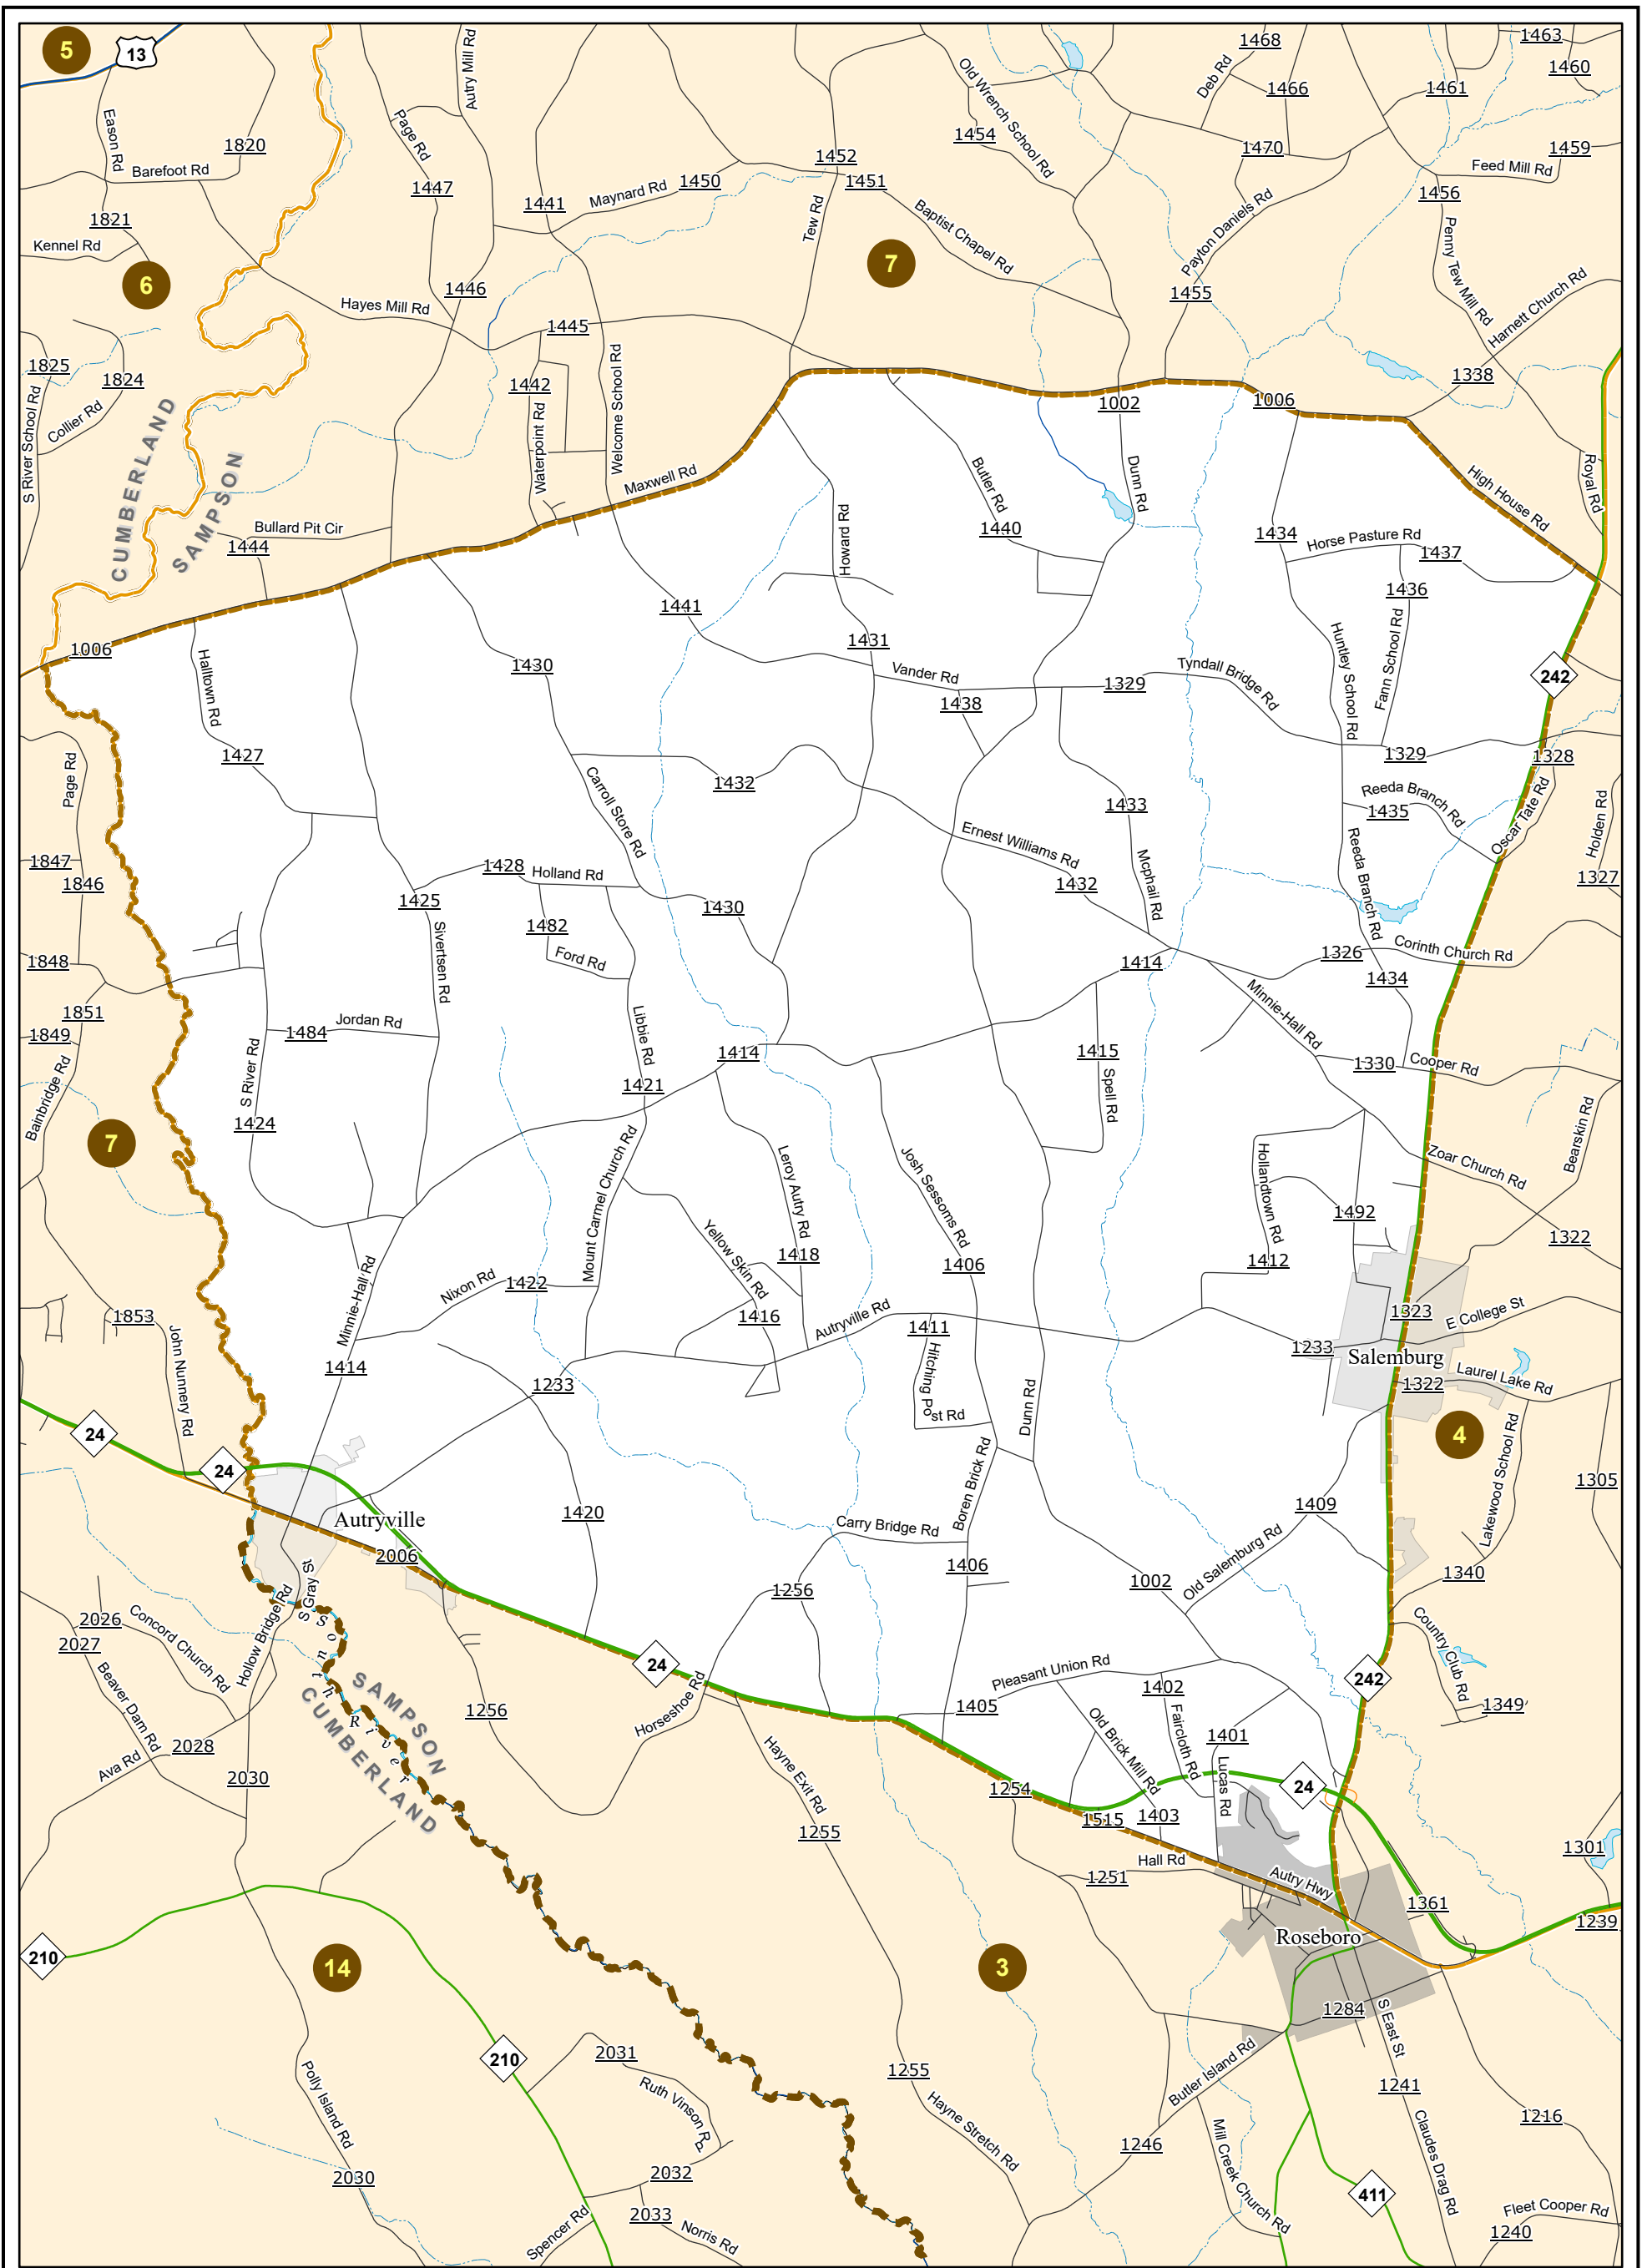 5
13
1468
1463
1460
Autry Mill Rd
Old Wrench School Rd
Deb Rd
1466
1461
Eason Rd
Page Rd
1820
1454
1470
1459
Barefoot Rd
1452
Feed Mill Rd
1447
1450
1451
1456
Maynard Rd
1441
1821
Tew Rd
Baptist Chapel Rd
Payton Daniels Rd
Penny Tew Mill Rd
Kennel Rd
7
6
1446
1455
Hayes Mill Rd
Harnett Church Rd
1445
1825
1824
1442
1338
S River School Rd
Collier Rd
Welcome School Rd
Waterpoint Rd
1002
1006
CUMBERLAND
SAMPSON
Maxwell Rd
Butler Rd
Dunn Rd
High House Rd
Royal Rd
Bullard Pit Cir
1444
Howard Rd
1440
1434
Horse Pasture Rd
1437
1436
1441
1006
1431
Halltown Rd
1430
Vander Rd
1329
Tyndall Bridge Rd
Huntley School Rd
Fann School Rd
242
1438
1427
Page Rd
1432
1329
1328
Carroll Store Rd
1433
Reeda Branch Rd
1435
Oscar Tate Rd
Holden Rd
Ernest Williams Rd
1847
1846
1428
Holland Rd
1432
Mcphail Rd
Reeda Branch Rd
1327
1425
1430
1482
Ford Rd
Sivertsen Rd
1848
1414
1326
Corinth Church Rd
1434
1851
1849
1484
Jordan Rd
Libbie Rd
Minnie-Hall Rd
1414
1415
1330
Cooper Rd
S River Rd
1421
Spell Rd
Bainbridge Rd
1424
7
Bearskin Rd
Mount Carmel Church Rd
Leroy Autry Rd
Josh Sessoms Rd
Hollandtown Rd
Zoar Church Rd
1492
1322
Yellow Skin Rd
1418
1406
1412
Minnie-Hall Rd
Nixon Rd
1422
1853
1416
Autryville Rd
1411
1323
E College St
John Nunnery Rd
1414
1233
Salemburg
1233
Hitching Post Rd
Dunn Rd
1322
Laurel Lake Rd
24
4
24
Boren Brick Rd
Lakewood School Rd
1305
1409
Autryville
1420
Carry Bridge Rd
2006
Old Salemburg Rd
1406
1002
1340
1256
S Gray St
Hollow Bridge Rd
2026
Concord Church Rd
2027
South River
Country Club Rd
24
Beaver Dam Rd
SAMPSON
CUMBERLAND
Pleasant Union Rd
242
1402
1349
1405
Horseshoe Rd
1256
Old Brick Mill Rd
Faircloth Rd
1401
Ava Rd
2028
Hayne Exit Rd
2030
Lucas Rd
24
1254
1515
1403
1255
1301
Hall Rd
1251
Autry Hwy
1361
1239
Roseboro
210
14
3
1284
S East St
210
2031
1255
Butler Island Rd
Polly Island Rd
Ruth Vinson Rd
1241
Hayne Stretch Rd
1216
1246
Mill Creek Church Rd
Claudes Drag Rd
2030
2032
411
2033
Spencer Rd
Norris Rd
Fleet Cooper Rd
1240